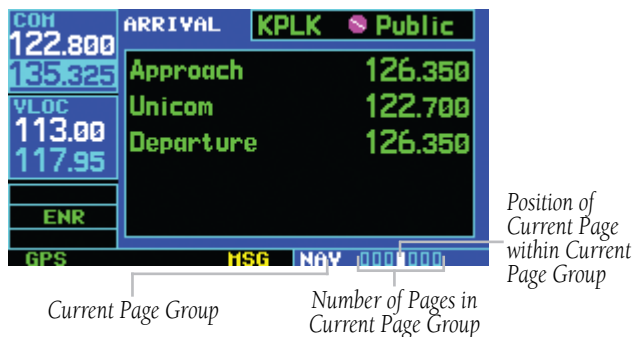 COM
122.800
135.325
VLOC
113.00
117.95
ENR
GPS
ARRIVAL KPLK Public
Approach 126.350
Unicom 122.700
Departure 126.350
MSG NAV
Position of
Current Page
within Current
Page Group
Current Page Group
Number of Pages in
Current Page Group